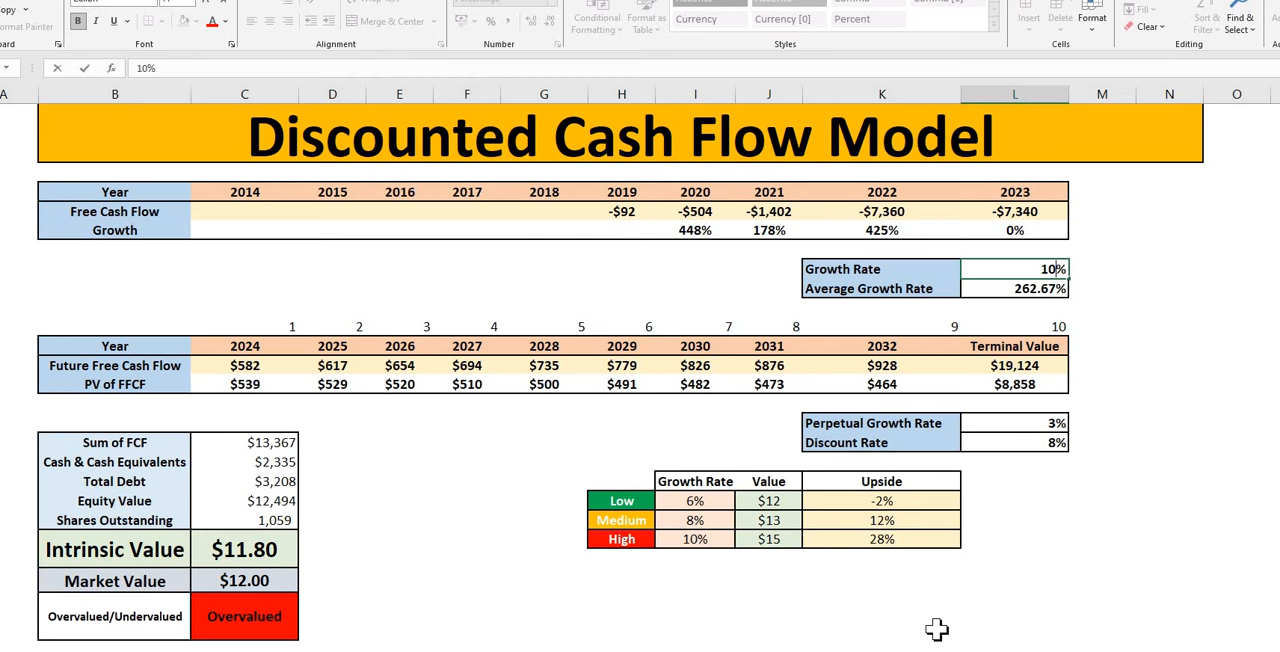 Copy
Format Painter
Calibri
Conditional Format as
Formatting Table
Currency Currency [0] Percent
Insert Delete Format
Fill
Clear
Sort & Find &
Filter Select
Merge & Center
B I U A $ % 9
Font Alignment Number Styles Cells Editing
fx 10%
A B C D E F G H I J K L M N O
Discounted Cash Flow Model
Year 2014 2015 2016 2017 2018 2019 2020 2021 2022 2023
Free Cash Flow -$92 -$504 -$1,402 -$7,360 -$7,340
Growth 448% 178% 425% 0%
Growth Rate 10%
Average Growth Rate 262.67%
1 2 3 4 5 6 7 8 9 10
Year 2024 2025 2026 2027 2028 2029 2030 2031 2032 Terminal Value
Future Free Cash Flow $582 $617 $654 $694 $735 $779 $826 $876 $928 $19,124
PV of FFCF $539 $529 $520 $510 $500 $491 $482 $473 $464 $8,858
Perpetual Growth Rate 3%
Discount Rate 8%
Sum of FCF $13,367
Cash & Cash Equivalents $2,335
Total Debt $3,208
Equity Value $12,494
Shares Outstanding 1,059
Intrinsic Value $11.80
Market Value $12.00
Overvalued/Undervalued Overvalued
Growth Rate Value Upside
Low 6% $12 -2%
Medium 8% $13 12%
High 10% $15 28%